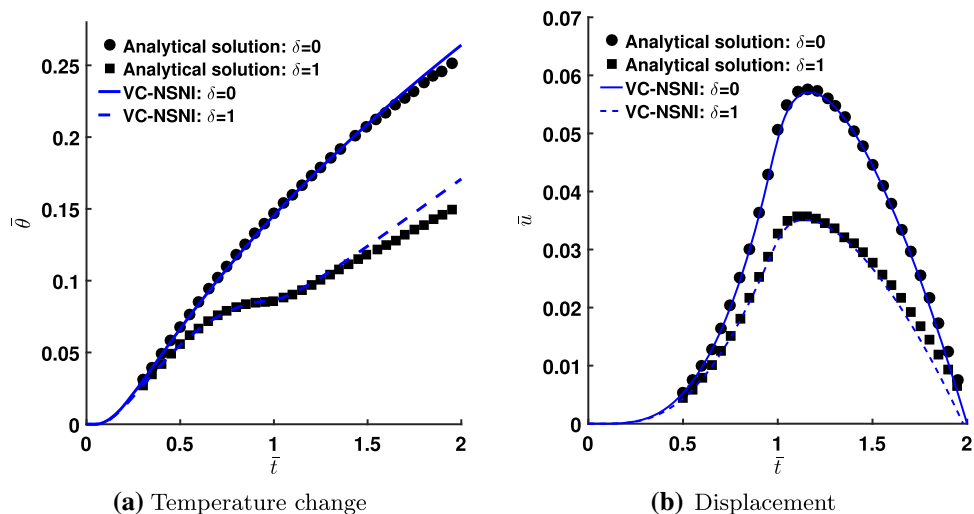 Analytical solution: δ=0
Analytical solution: δ=1
VC-NSNI: δ=0
VC-NSNI: δ=1
0.25
0.2
0.15
0.1
0.05
0
θ̄
0 0.5 1 1.5 2
t̄
(a) Temperature change
0.07
Analytical solution: δ=0
Analytical solution: δ=1
VC-NSNI: δ=0
VC-NSNI: δ=1
0.06
0.05
0.04
0.03
0.02
0.01
0
ū
0 0.5 1 1.5 2
t̄
(b) Displacement